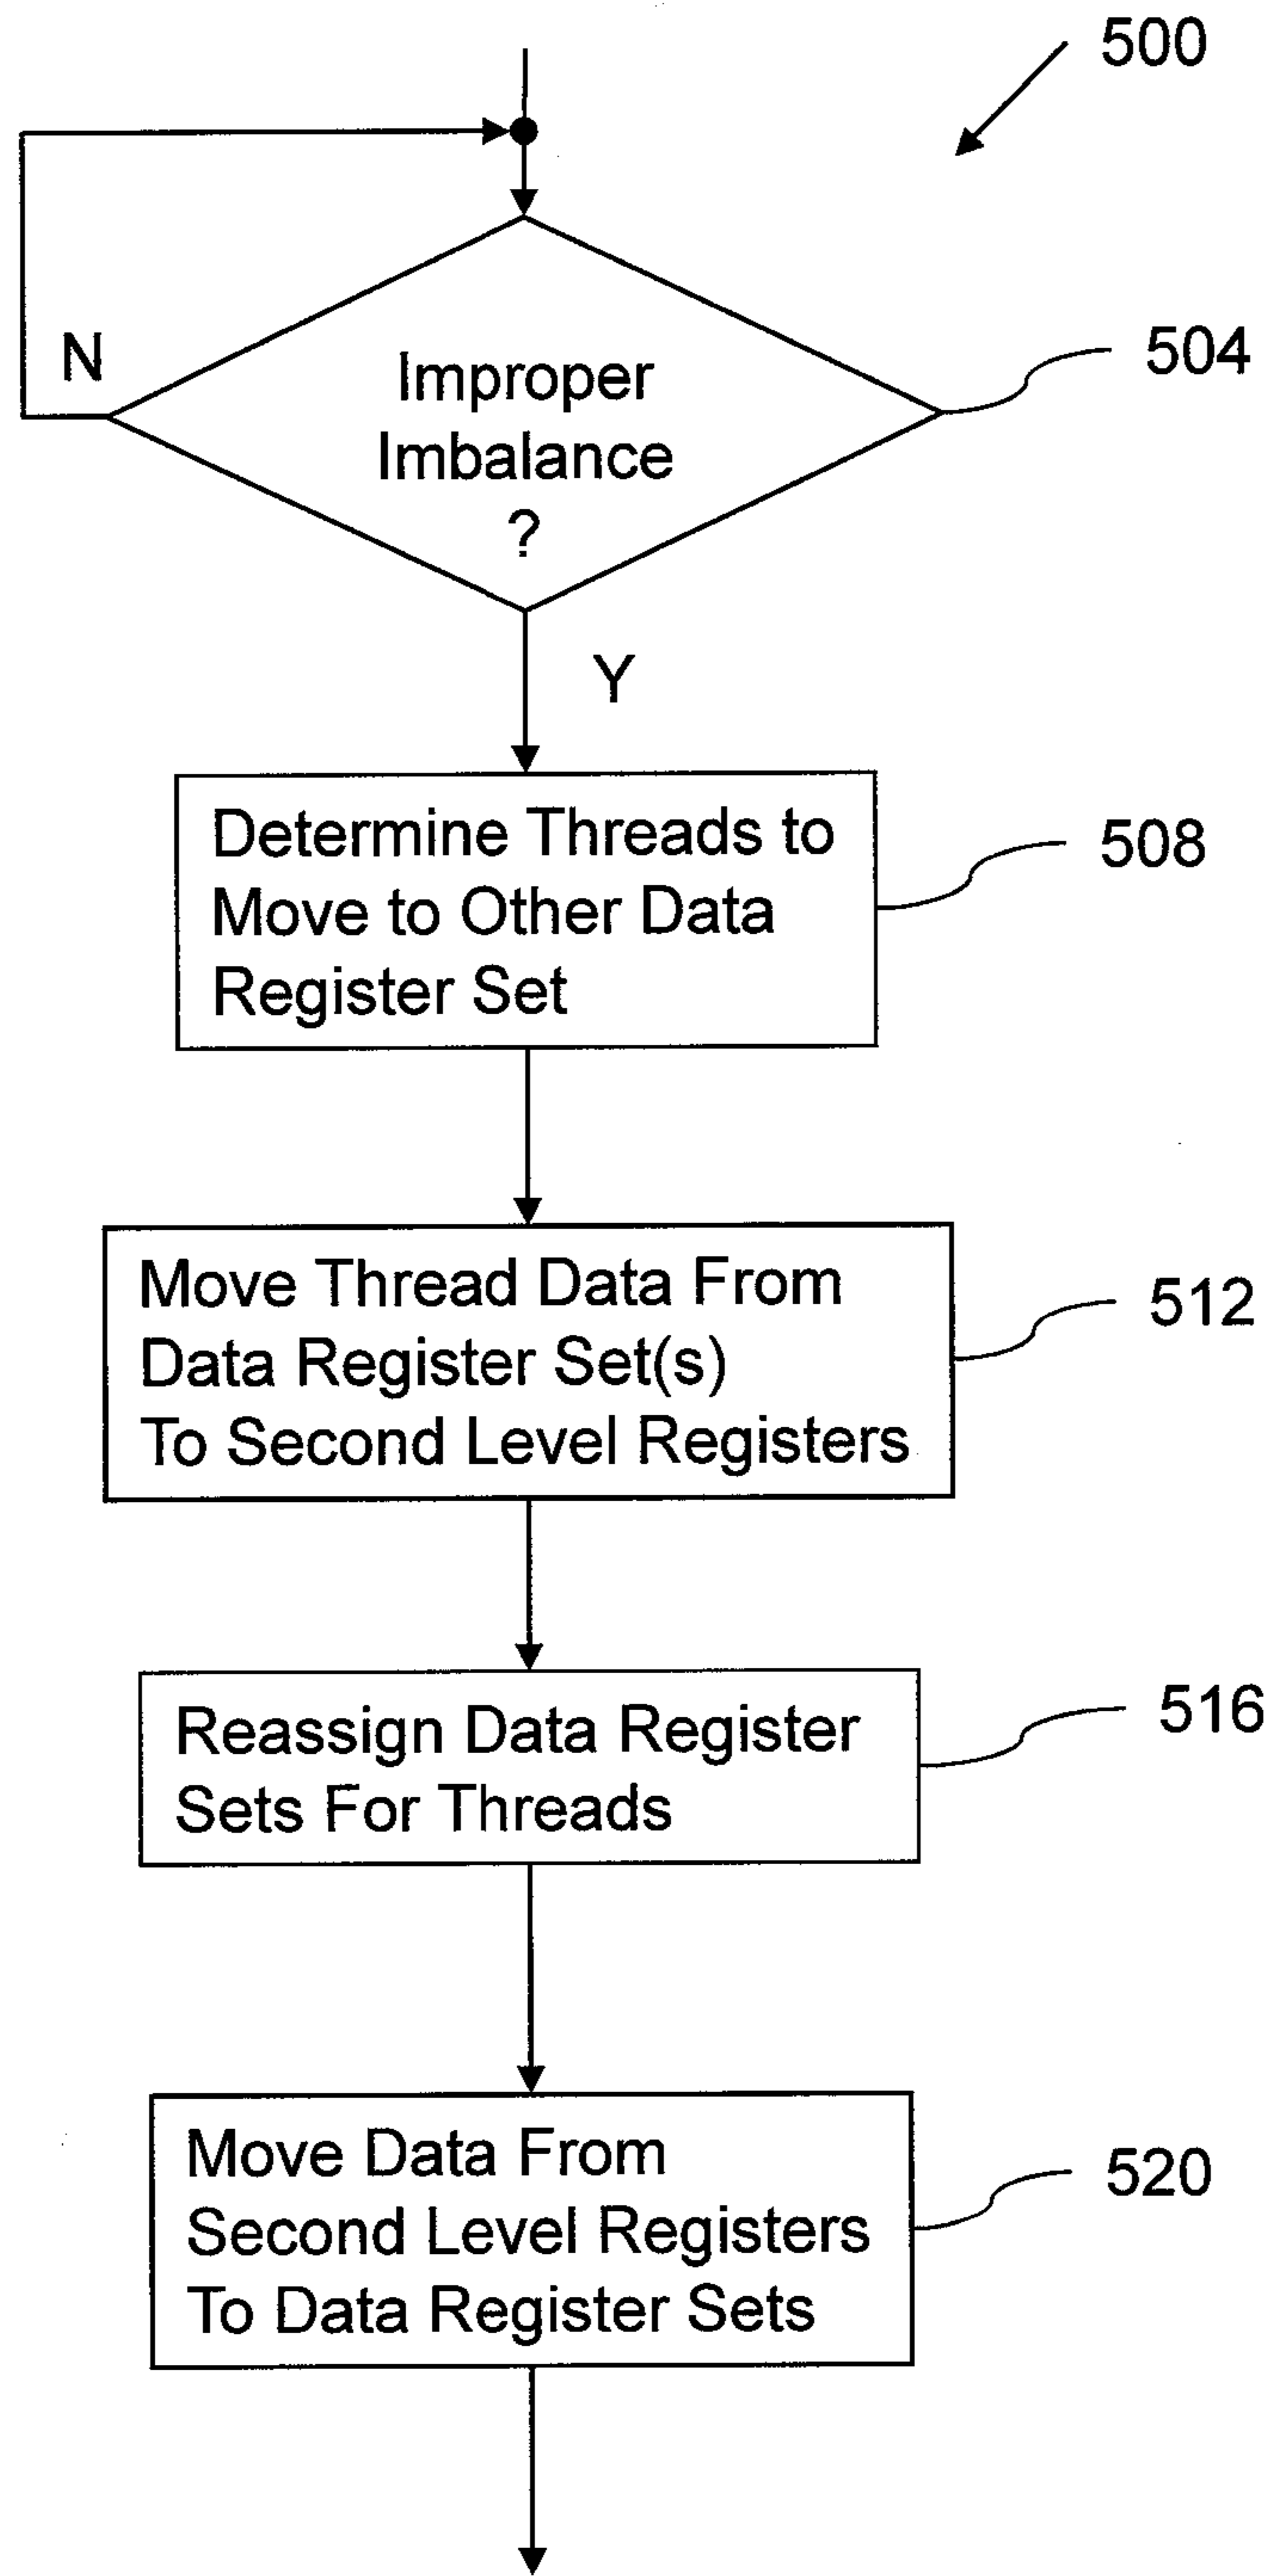 500
504
N
Improper
Imbalance
?
Y
Determine Threads to
Move to Other Data
Register Set
508
Move Thread Data From
Data Register Set(s)
To Second Level Registers
512
Reassign Data Register
Sets For Threads
516
Move Data From
Second Level Registers
To Data Register Sets
520